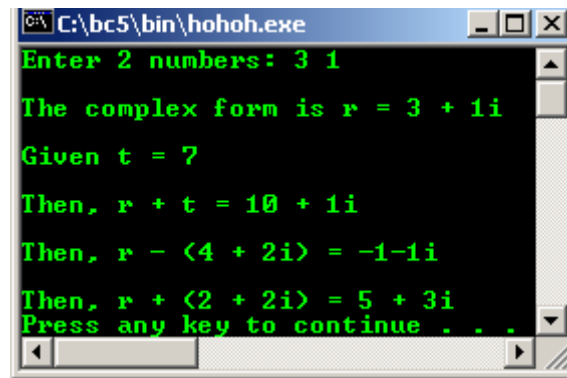 C:\bc5\bin\hohoh.exe
Enter 2 numbers: 3 1
The complex form is r = 3 + 1i
Given t = 7
Then, r + t = 10 + 1i
Then, r - (4 + 2i) = -1-1i
Then, r + (2 + 2i) = 5 + 3i
Press any key to continue . . .